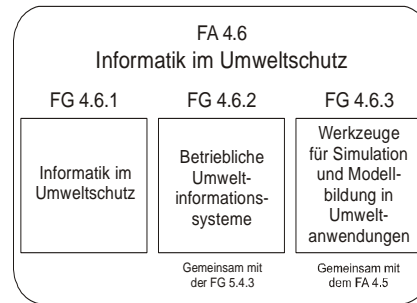 FA 4.6
Informatik im Umweltschutz
FG 4.6.1
FG 4.6.2
FG 4.6.3
Informatik im
Umweltschutz
Betriebliche
Umwelt-
informations-
systeme
Werkzeuge
für Simulation
und Modell-
bildung in
Umwelt-
anwendungen
Gemeinsam mit
der FG 5.4.3
Gemeinsam mit
dem FA 4.5